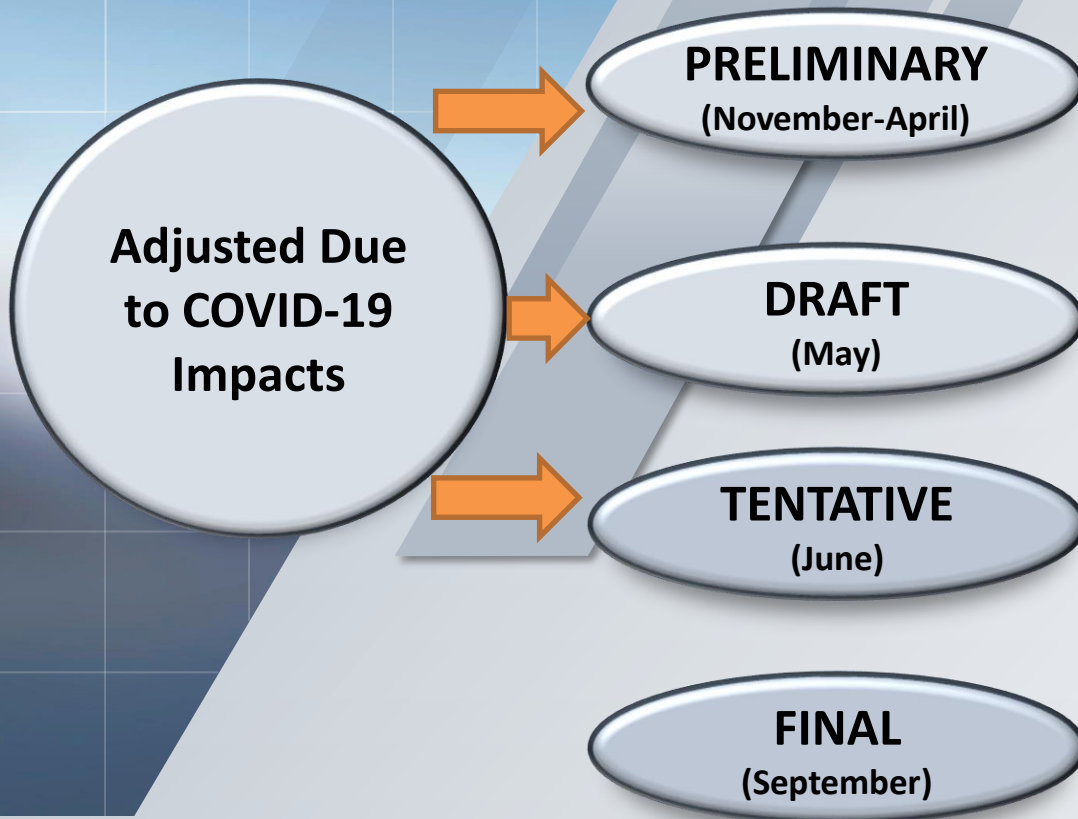 Adjusted Due
to COVID-19
Impacts
PRELIMINARY
(November-April)
DRAFT
(May)
TENTATIVE
(June)
FINAL
(September)